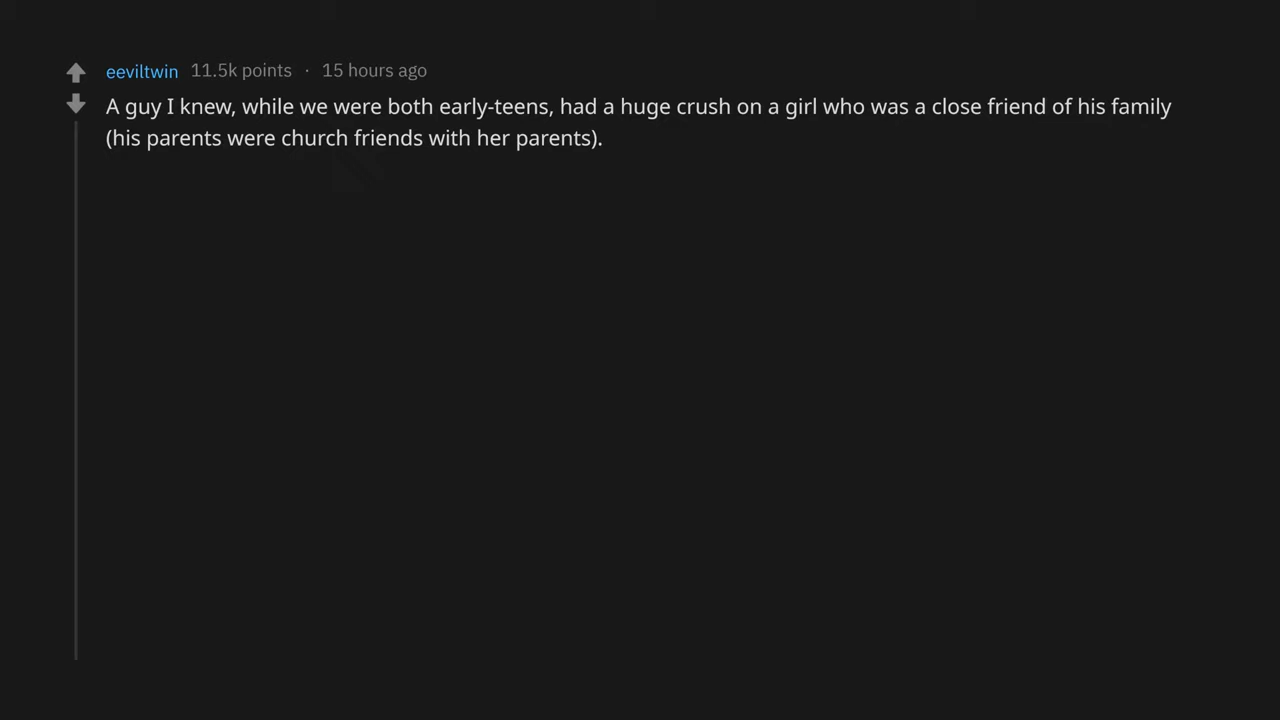 eeviltwin 11.5k points · 15 hours ago
A guy I knew, while we were both early-teens, had a huge crush on a girl who was a close friend of his family
(his parents were church friends with her parents).